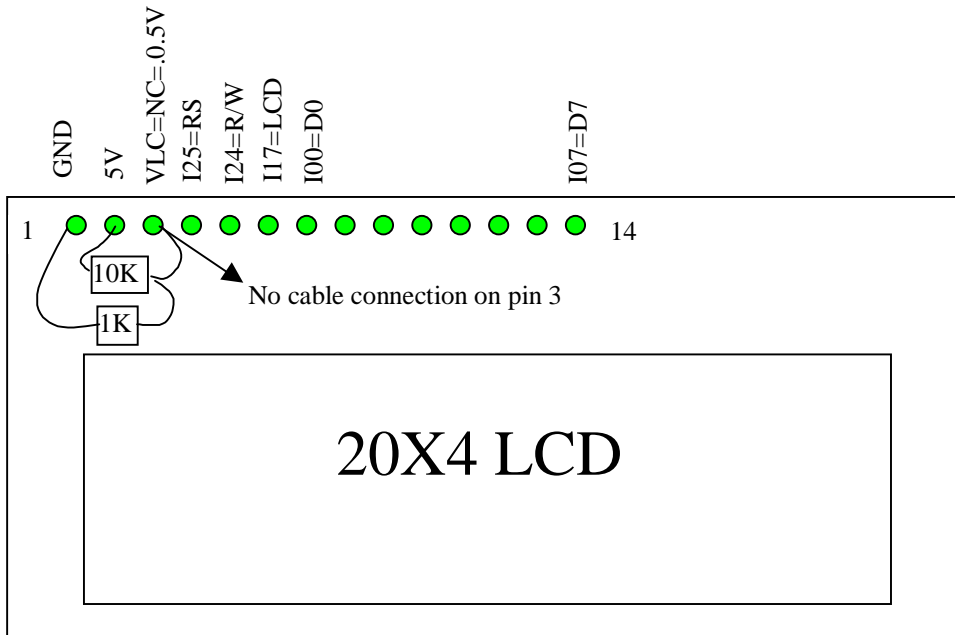 GND
5V
VLC=NC=.0.5V
I25=RS
I24=R/W
I17=LCD
I00=D0
I07=D7
1
14
10K
No cable connection on pin 3
1K
20X4 LCD